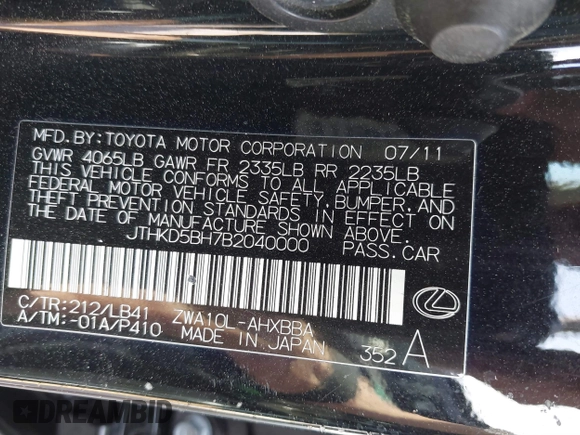 MFD.BY:TOYOTA MOTOR CORPORATION 07/11
GVWR 4065LB GAWR FR 2335LB RR 2235LB
THIS VEHICLE CONFORMS TO ALL APPLICABLE
FEDERAL MOTOR VEHICLE SAFETY,BUMPER,AND
THEFT PREVENTION STANDARDS IN EFFECT ON
THE DATE OF MANUFACTURE SHOWN ABOVE.
JTHKD5BH7B2040000 PASS.CAR
C/TR:212/LB41 ZWA10L-AHXBBA
A/TM:-01A/P410 MADE IN JAPAN 352 A
DREAMBID